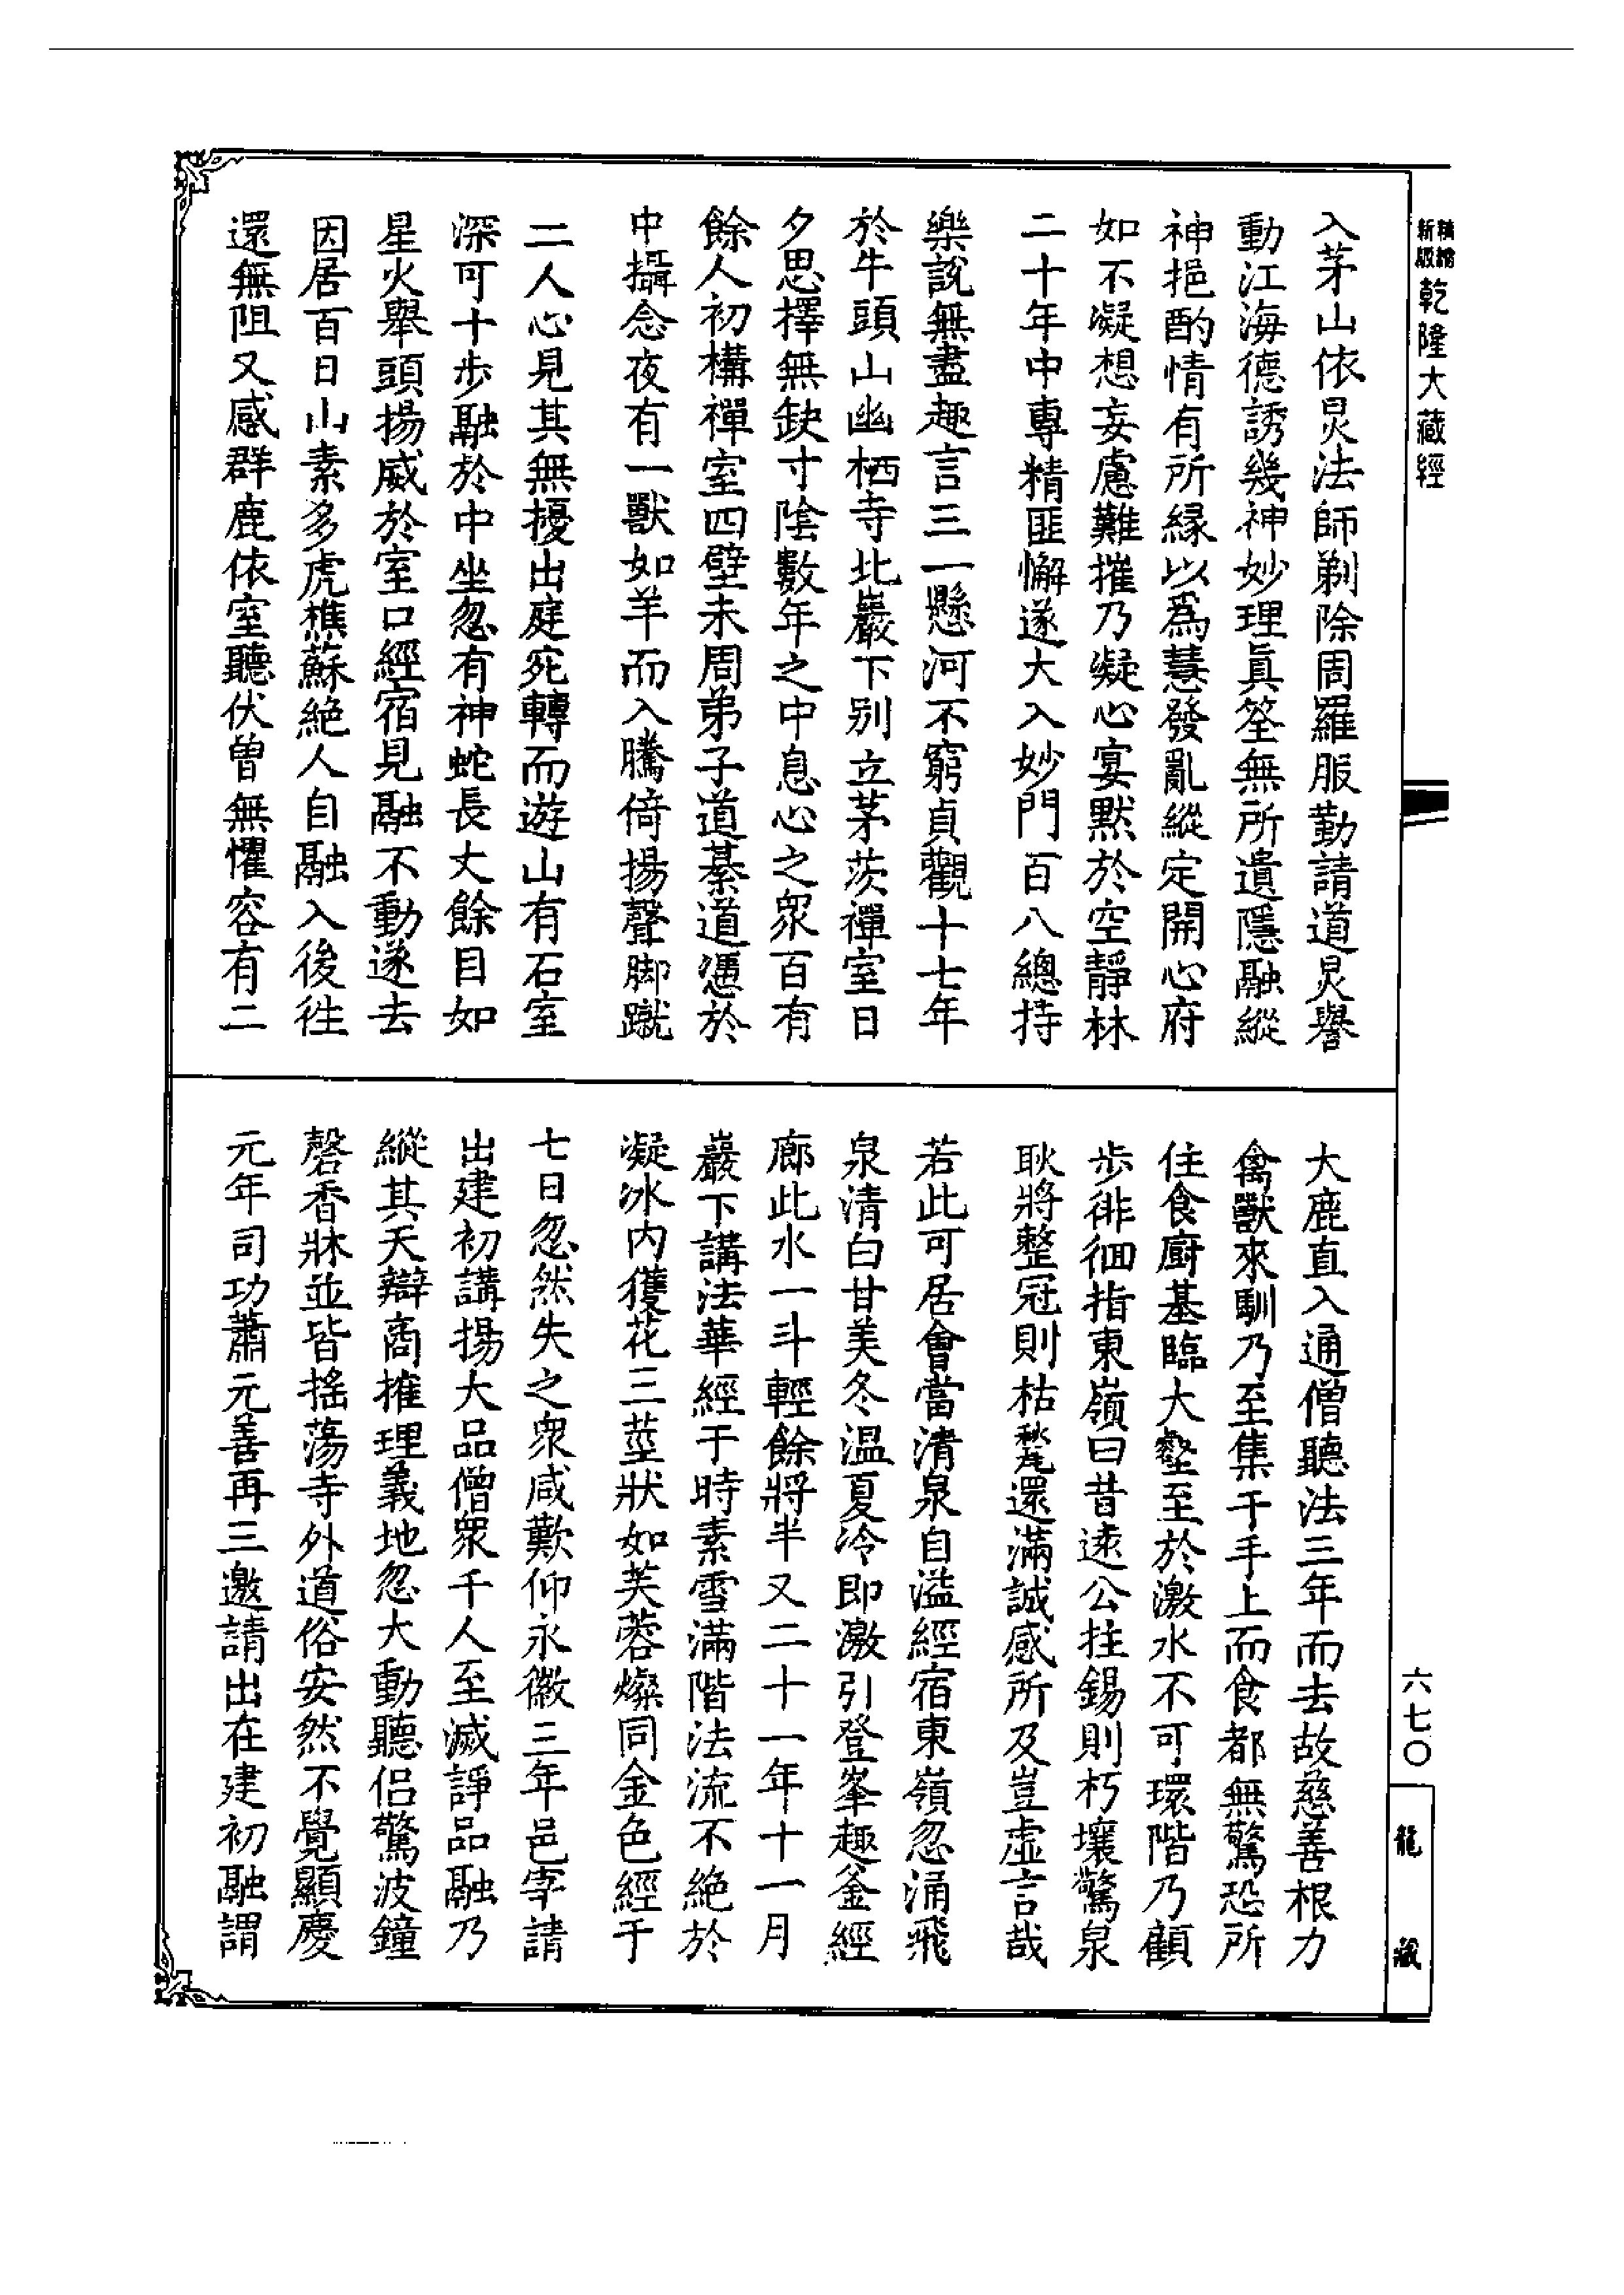 精繪
新級
乾隆大藏經
入茅山依炅法師剃除周羅服勤請道炅譽
動江海德誘幾神妙理眞筌無所遺隱融縱
神挹酌情有所緣以爲慧發亂縱定開心府
如不凝想妄慮難摧乃凝心宴默於空靜林
二十年中專精匪懈遂大入妙門百八總持
樂說無盡趣言三一懸河不窮貞觀十七年
於牛頭山幽栖寺北巖下別立茅茨禪室日
夕思擇無缺寸陰數年之中息心之衆百有
餘人初構禪室四壁未周弟子道綦道憑於
中攝念夜有一獸如羊而入騰倚揚聲脚蹴
二人心見其無擾出庭宛轉而遊山有石室
深可十步融於中坐忽有神蛇長丈餘目如
星火舉頭揚威於室口經宿見融不動遂去
因居百日山素多虎樵蘇絶人自融入後往
還無阻又感群鹿依室聽伏曾無懼容有二
大鹿直入通僧聽法三年而去故慈善根力
禽獸來馴乃至集于手上而食都無驚恐所
住食廚基臨大壑至於激水不可環階乃顧
步徘徊指東嶺曰昔遠公拄錫則朽壤驚泉
耿將整冠則枯甃還滿誠感所及豈虛言哉
若此可居會當清泉自溢經宿東嶺忽涌飛
泉清白甘美冬温夏冷即激引登峯趣釜經
廊此水一斗輕餘將半又二十一年十一月
巖下講法華經于時素雪滿階法流不絶於
凝冰内獲花三莖狀如芙蓉燦同金色經于
七日忽然失之衆咸歎仰永徽三年邑宰請
出建初講揚大品僧衆千人至滅諍品融乃
縱其天辯商搉理義地忽大動聽侶驚波鐘
磬香牀並皆搖蕩寺外道俗安然不覺顯慶
元年司功蕭元善再三邀請出在建初融謂
六七〇
龍藏